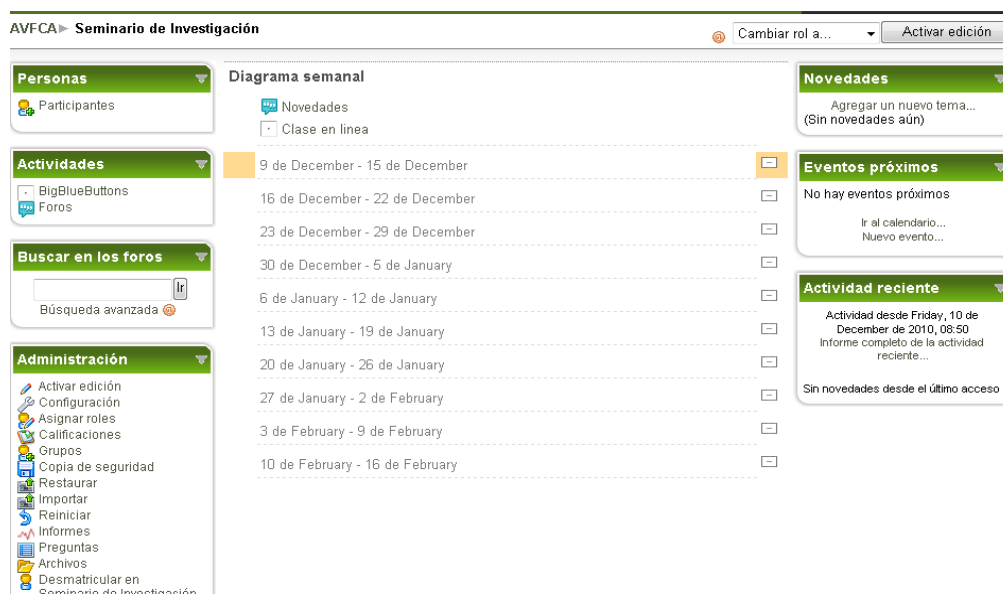 AVFCA ► Seminario de Investigación
Cambiar rol a...
Activar edición
Personas
Participantes
Actividades
BigBlueButtons
Foros
Buscar en los foros
Ir
Búsqueda avanzada
Administración
Activar edición
Configuración
Asignar roles
Calificaciones
Grupos
Copia de seguridad
Restaurar
Importar
Reiniciar
Informes
Preguntas
Archivos
Desmatricular en
Seminario de Investigación
Diagrama semanal
Novedades
Clase en linea
9 de December - 15 de December
16 de December - 22 de December
23 de December - 29 de December
30 de December - 5 de January
6 de January - 12 de January
13 de January - 19 de January
20 de January - 26 de January
27 de January - 2 de February
3 de February - 9 de February
10 de February - 16 de February
Novedades
Agregar un nuevo tema...
(Sin novedades aún)
Eventos próximos
No hay eventos próximos
Ir al calendario...
Nuevo evento...
Actividad reciente
Actividad desde Friday, 10 de
December de 2010, 08:50
Informe completo de la actividad
reciente...
Sin novedades desde el último acceso